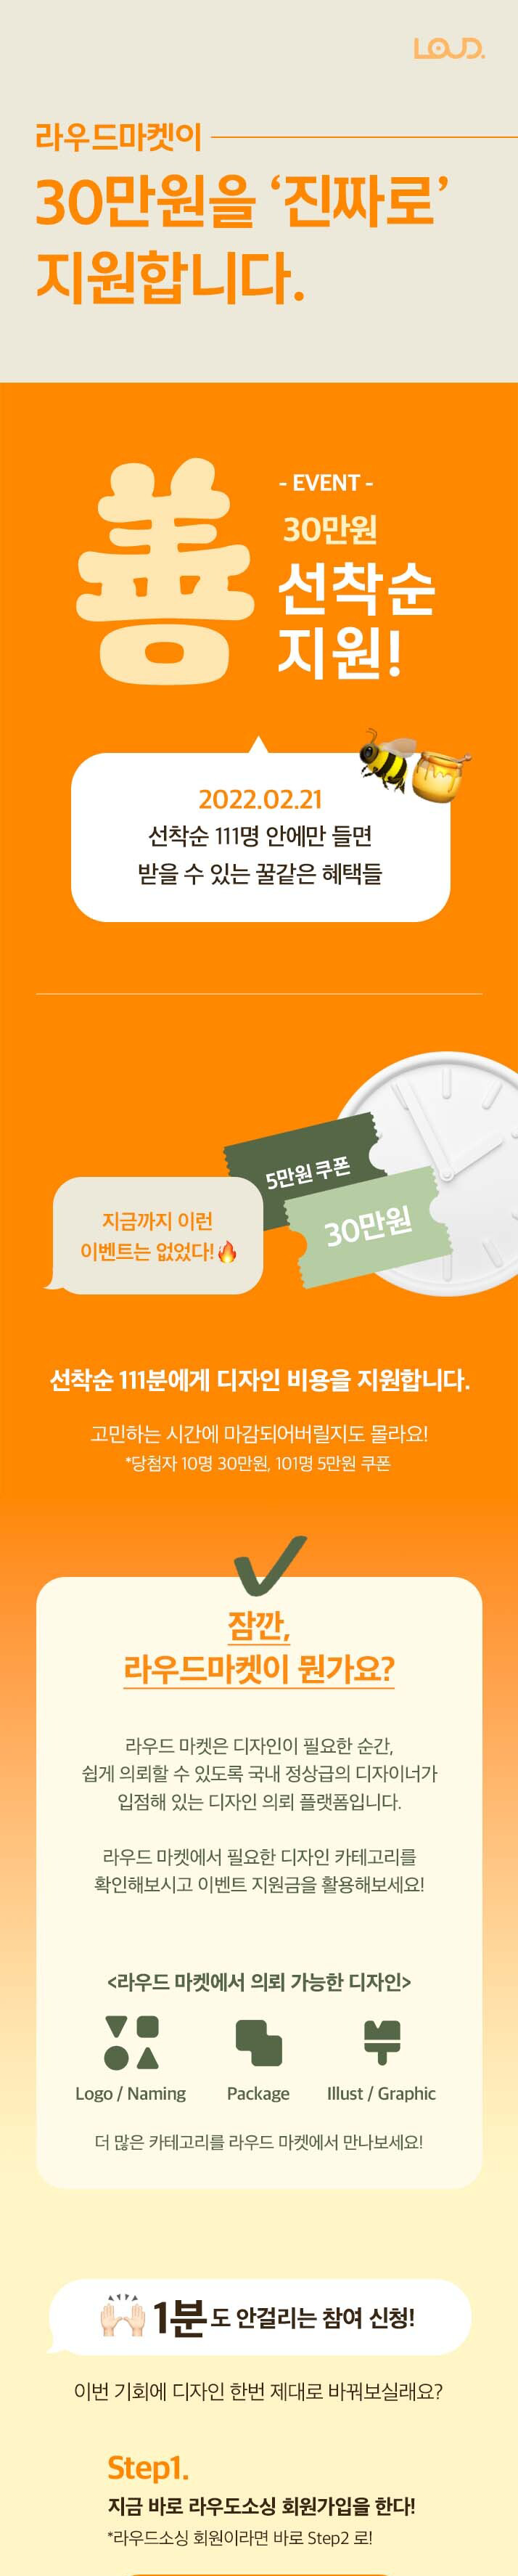 LOUD.
라우드마켓이
30만원을 ‘진짜로’
지원합니다.
善
- EVENT -
30만원
선착순
지원!
2022.02.21
선착순 111명 안에만 들면
받을 수 있는 꿀같은 혜택들
5만원 쿠폰
30만원
지금까지 이런
이벤트는 없었다!
선착순 111분에게 디자인 비용을 지원합니다.
고민하는 시간에 마감되어버릴지도 몰라요!
*당첨자 10명 30만원, 101명 5만원 쿠폰
잠깐,
라우드마켓이 뭔가요?
라우드 마켓은 디자인이 필요한 순간,
쉽게 의뢰할 수 있도록 국내 정상급의 디자이너가
입점해 있는 디자인 의뢰 플랫폼입니다.
라우드 마켓에서 필요한 디자인 카테고리를
확인해보시고 이벤트 지원금을 활용해보세요!
<라우드 마켓에서 의뢰 가능한 디자인>
Logo / Naming
Package
Illust / Graphic
더 많은 카테고리를 라우드 마켓에서 만나보세요!
1분도 안걸리는 참여 신청!
이번 기회에 디자인 한번 제대로 바꿔보실래요?
Step1.
지금 바로 라우도소싱 회원가입을 한다!
*라우드소싱 회원이라면 바로 Step2 로!